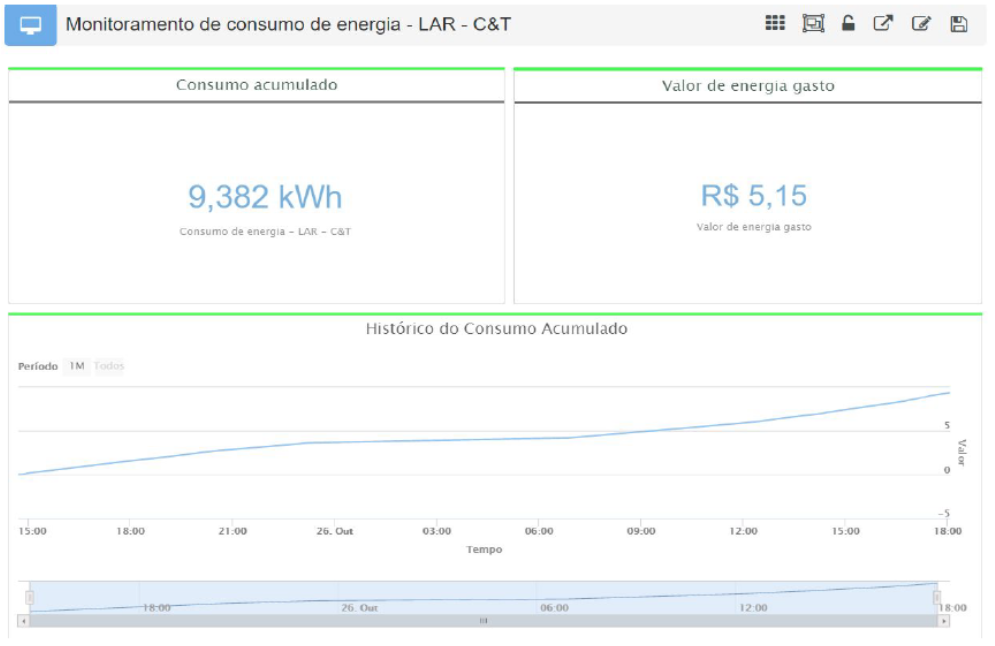 Monitoramento de consumo de energia - LAR - C&T
Consumo acumulado
9,382 kWh
Consumo de energia – LAR – C&T
Valor de energia gasto
R$ 5,15
Valor de energia gasto
Histórico do Consumo Acumulado
Período 1M Todos
5
0
-5
Valor
15:00 18:00 21:00 26. Out 03:00 06:00 09:00 12:00 15:00 18:00
Tempo
18:00 26. Out 06:00 12:00 18:00